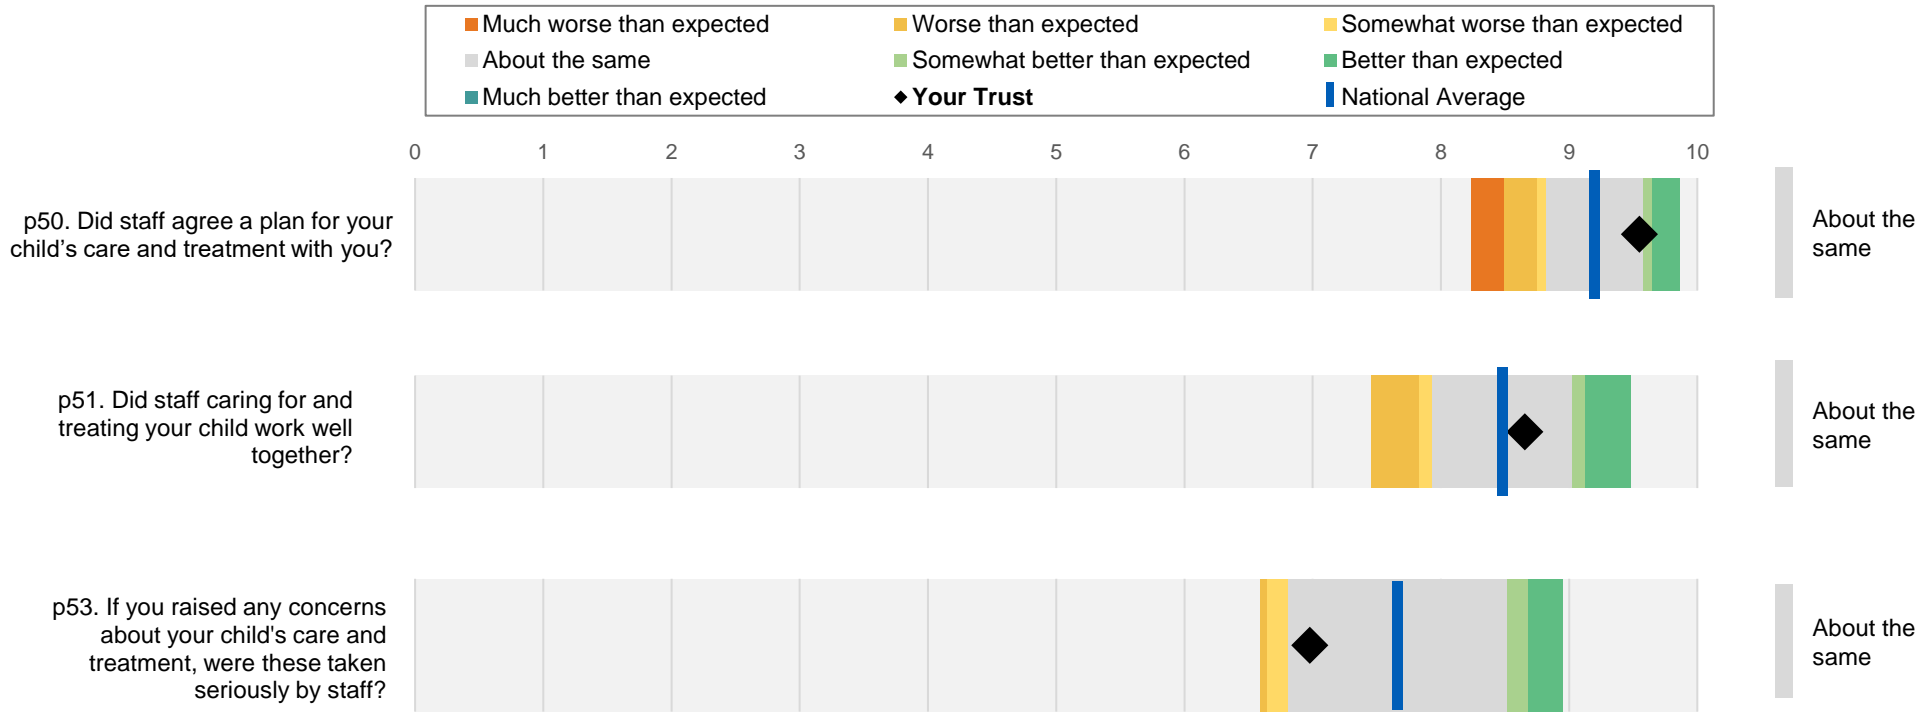 Much worse than expected
Worse than expected
Somewhat worse than expected
About the same
Somewhat better than expected
Better than expected
Much better than expected
Your Trust
National Average
0 1 2 3 4 5 6 7 8 9 10
p50. Did staff agree a plan for your
child’s care and treatment with you?
About the
same
p51. Did staff caring for and
treating your child work well
together?
About the
same
p53. If you raised any concerns
about your child's care and
treatment, were these taken
seriously by staff?
About the
same